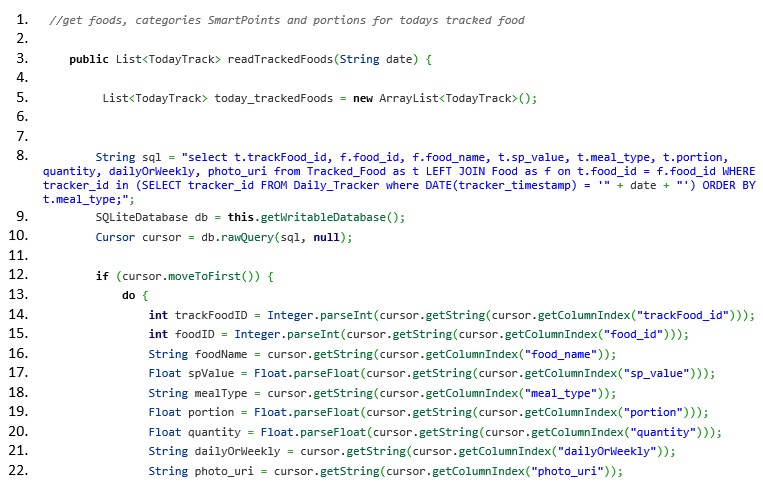 1. //get foods, categories SmartPoints and portions for todays tracked food
2.
3. public List<TodayTrack> readTrackedFoods(String date) {
4.
5. List<TodayTrack> today_trackedFoods = new ArrayList<TodayTrack>();
6.
7.
8. String sql = "select t.trackFood_id, f.food_id, f.food_name, t.sp_value, t.meal_type, t.portion,
quantity, dailyOrWeekly, photo_uri from Tracked_Food as t LEFT JOIN Food as f on t.food_id = f.food_id WHERE
tracker_id in (SELECT tracker_id FROM Daily_Tracker where DATE(tracker_timestamp) = '" + date + "') ORDER BY
t.meal_type;";
9. SQLiteDatabase db = this.getWritableDatabase();
10. Cursor cursor = db.rawQuery(sql, null);
11.
12. if (cursor.moveToFirst()) {
13. do {
14. int trackFoodID = Integer.parseInt(cursor.getString(cursor.getColumnIndex("trackFood_id")));
15. int foodID = Integer.parseInt(cursor.getString(cursor.getColumnIndex("food_id")));
16. String foodName = cursor.getString(cursor.getColumnIndex("food_name"));
17. Float spValue = Float.parseFloat(cursor.getString(cursor.getColumnIndex("sp_value")));
18. String mealType = cursor.getString(cursor.getColumnIndex("meal_type"));
19. Float portion = Float.parseFloat(cursor.getString(cursor.getColumnIndex("portion")));
20. Float quantity = Float.parseFloat(cursor.getString(cursor.getColumnIndex("quantity")));
21. String dailyOrWeekly = cursor.getString(cursor.getColumnIndex("dailyOrWeekly"));
22. String photo_uri = cursor.getString(cursor.getColumnIndex("photo_uri"));